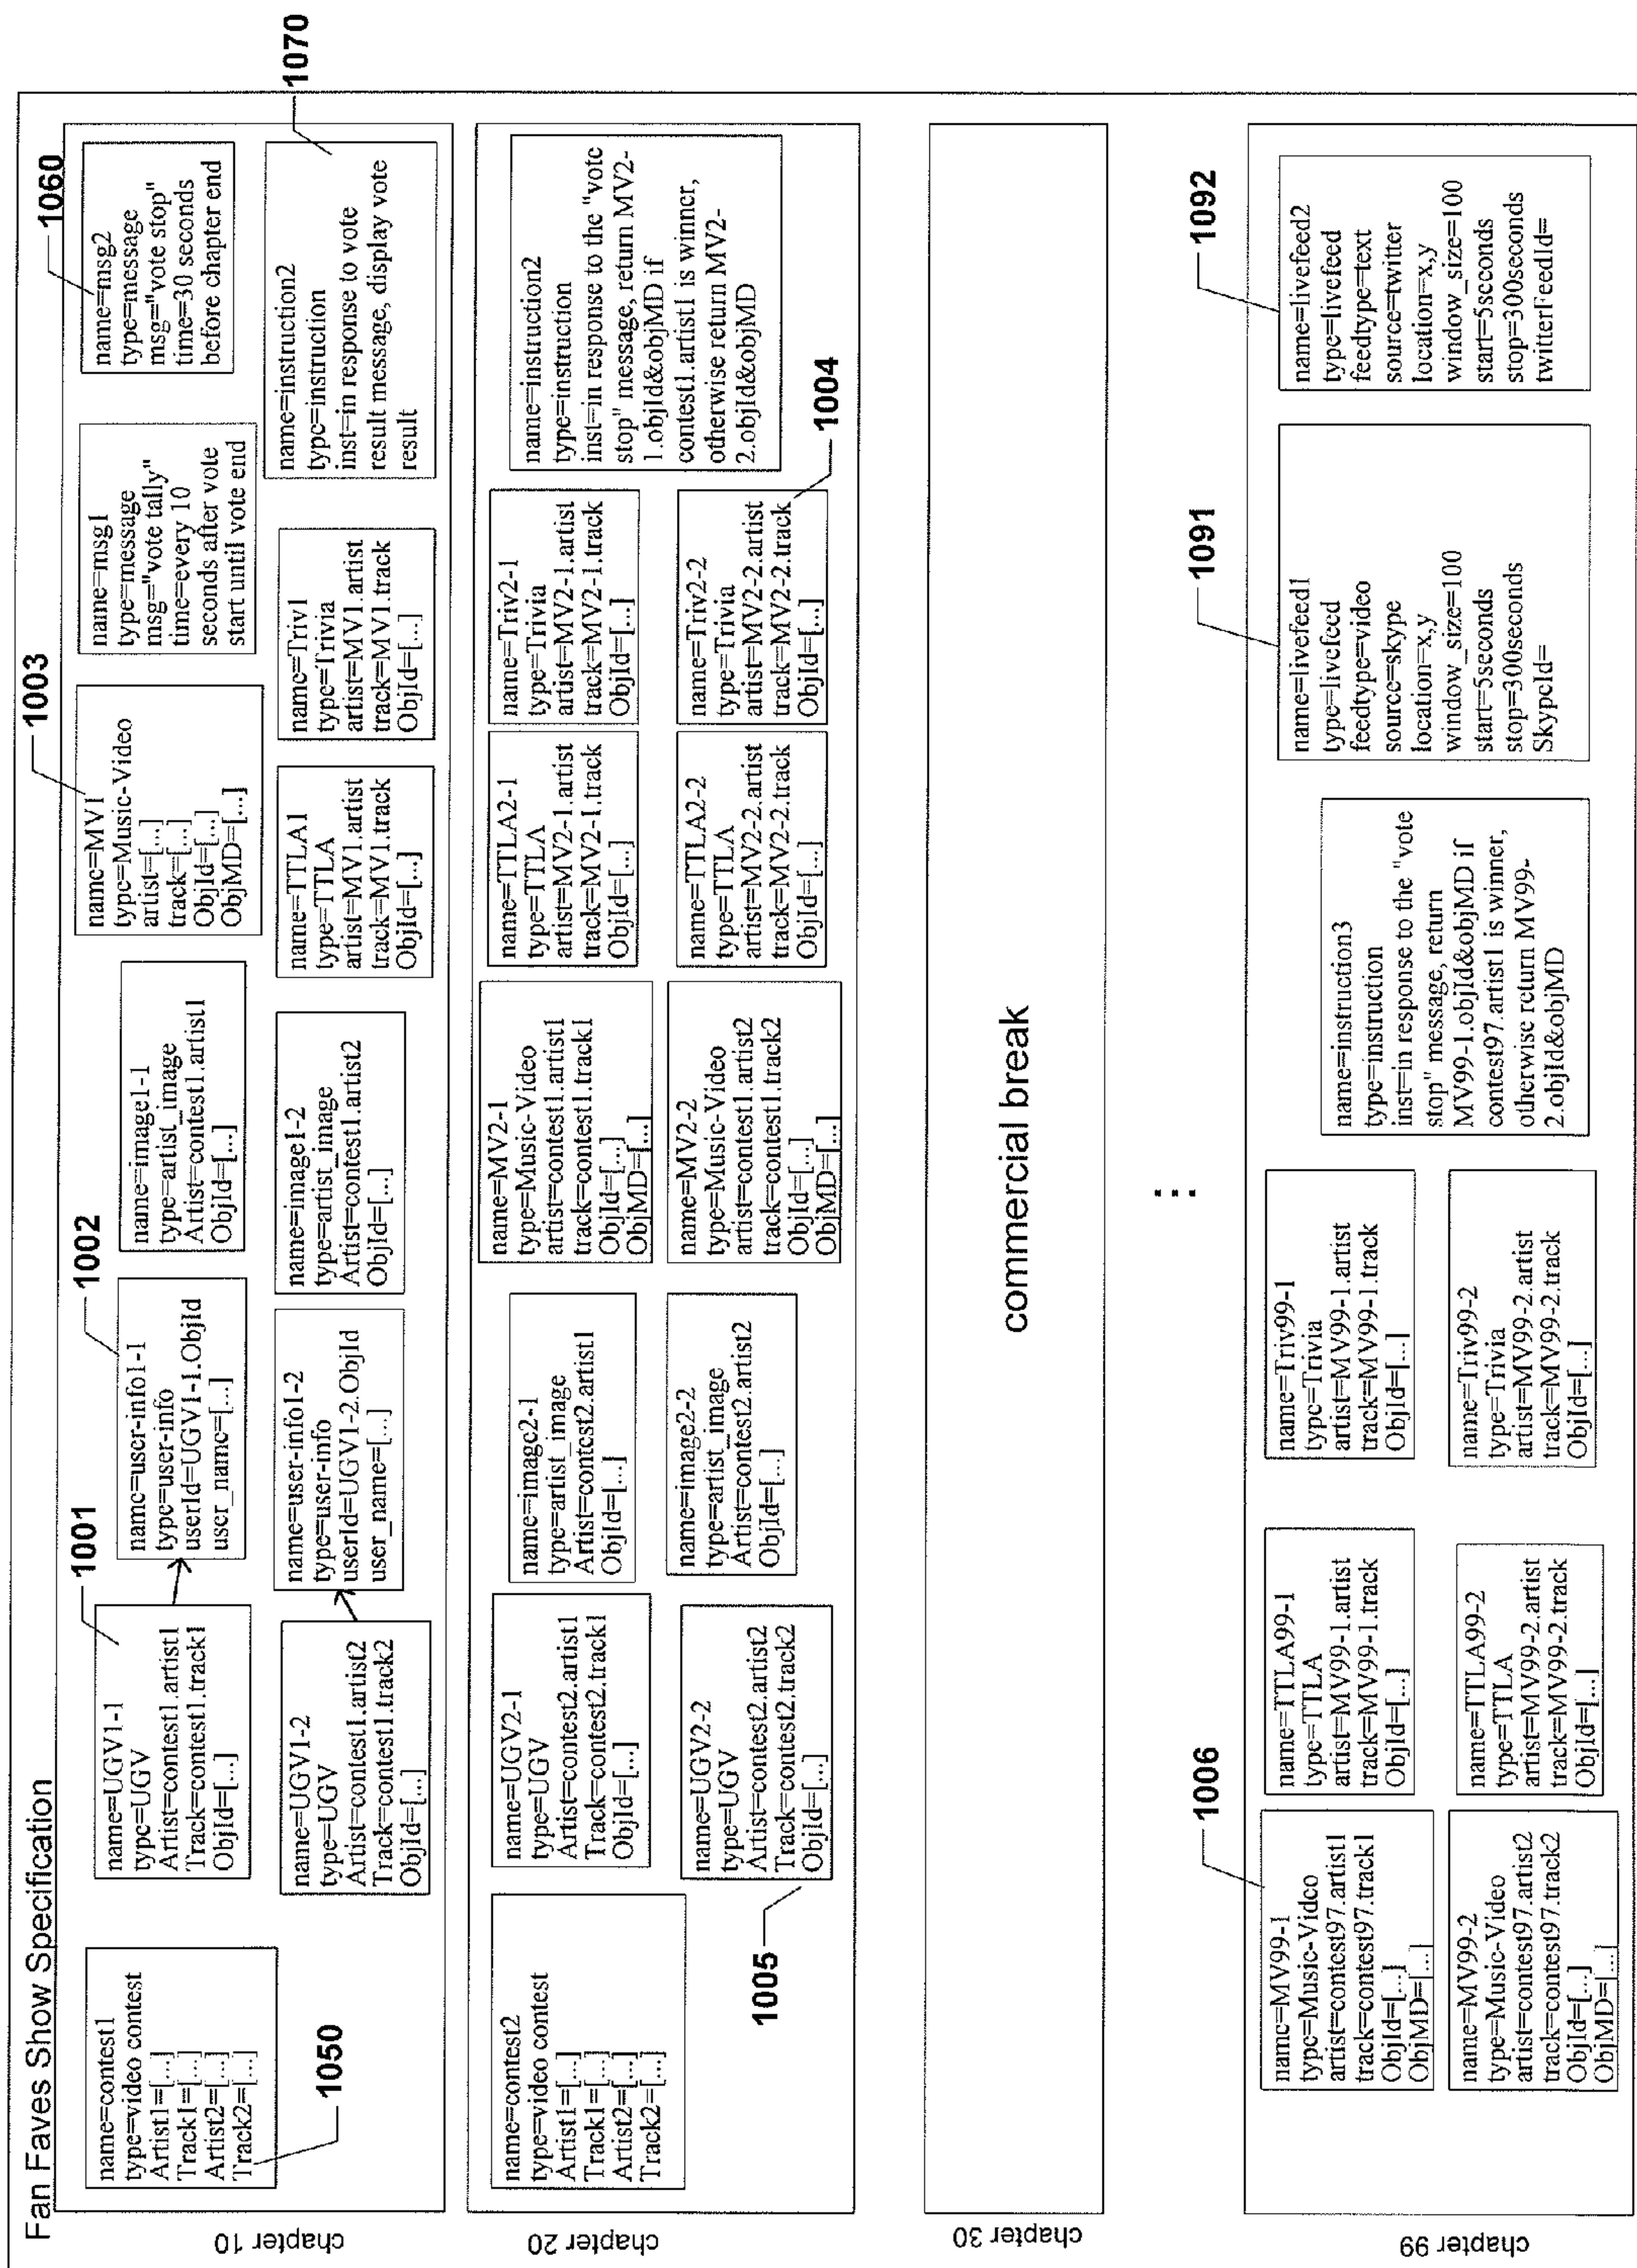 Fan Faves Show Specification
chapter 10
name=contest1
type=video contest
Artist1=[...]
Track1=[...]
Artist2=[...]
Track2=[...]
1050
name=UGV1-1
type=UGV
Artist=contest1.artist1
Track=contest1.track1
ObjId=[...]
1001
name=UGV1-2
type=UGV
Artist=contest1.artist2
Track=contest1.track2
ObjId=[...]
name=user-info1-1
type=user-info
userId=UGV1-1.ObjId
user_name=[...]
1002
name=user-info1-2
type=user-info
userId=UGV1-2.ObjId
user_name=[...]
name=image1-1
type=artist_image
Artist=contest1.artist1
ObjId=[...]
name=image1-2
type=artist_image
Artist=contest1.artist2
ObjId=[...]
name=MV1
type=Music-Video
artist=[...]
track=[...]
ObjId=[...]
ObjMD=[...]
1003
name=TTLA1
type=TTLA
artist=MV1.artist
track=MV1.track
ObjId=[...]
name=msg1
type=message
msg="vote tally"
time=every 10
seconds after vote
start until vote end
name=Triv1
type=Trivia
artist=MV1.artist
track=MV1.track
ObjId=[...]
name=msg2
type=message
msg="vote stop"
time=30 seconds
before chapter end
1060
name=instruction2
type=instruction
inst=in response to vote
result message, display vote
result
1070
chapter 20
name=contest2
type=video contest
Artist1=[...]
Track1=[...]
Artist2=[...]
Track2=[...]
name=UGV2-1
type=UGV
Artist=contest2.artist1
Track=contest2.track1
ObjId=[...]
name=UGV2-2
type=UGV
Artist=contest2.artist2
Track=contest2.track2
ObjId=[...]
1005
name=image2-1
type=artist_image
Artist=contest2.artist1
ObjId=[...]
name=image2-2
type=artist_image
Artist=contest2.artist2
ObjId=[...]
name=MV2-1
type=Music-Video
artist=contest1.artist1
track=contest1.track1
ObjId=[...]
ObjMD=[...]
name=MV2-2
type=Music-Video
artist=contest1.artist2
track=contest1.track2
ObjId=[...]
ObjMD=[...]
name=TTLA2-1
type=TTLA
artist=MV2-1.artist
track=MV2-1.track
ObjId=[...]
name=TTLA2-2
type=TTLA
artist=MV2-2.artist
track=MV2-2.track
ObjId=[...]
name=Triv2-1
type=Trivia
artist=MV2-1.artist
track=MV2-1.track
ObjId=[...]
name=Triv2-2
type=Trivia
artist=MV2-2.artist
track=MV2-2.track
ObjId=[...]
1004
name=instruction2
type=instruction
inst=in response to the "vote
stop" message, return MV2-
1.objId&objMD if
contest1.artist1 is winner,
otherwise return MV2-
2.objId&objMD
chapter 30
commercial break
...
chapter 99
name=MV99-1
type=Music-Video
artist=contest97.artist1
track=contest97.track1
ObjId=[...]
ObjMD=[...]
1006
name=MV99-2
type=Music-Video
artist=contest97.artist2
track=contest97.track2
ObjId=[...]
ObjMD=[...]
name=TTLA99-1
type=TTLA
artist=MV99-1.artist
track=MV99-1.track
ObjId=[...]
name=TTLA99-2
type=TTLA
artist=MV99-2.artist
track=MV99-2.track
ObjId=[...]
name=Triv99-1
type=Trivia
artist=MV99-1.artist
track=MV99-1.track
ObjId=[...]
name=Triv99-2
type=Trivia
artist=MV99-2.artist
track=MV99-2.track
ObjId=[...]
name=instruction3
type=instruction
inst=in response to the "vote
stop" message, return
MV99-1.objId&objMD if
contest97.artist1 is winner,
otherwise return MV99-
2.objId&objMD
name=livefeed1
type=livefeed
feedtype=video
source=skype
location=x,y
window_size=100
start=5seconds
stop=300seconds
SkypeId=
1091
name=livefeed2
type=livefeed
feedtype=text
source=twitter
location=x,y
window_size=100
start=5seconds
stop=300seconds
twitterFeedId=
1092